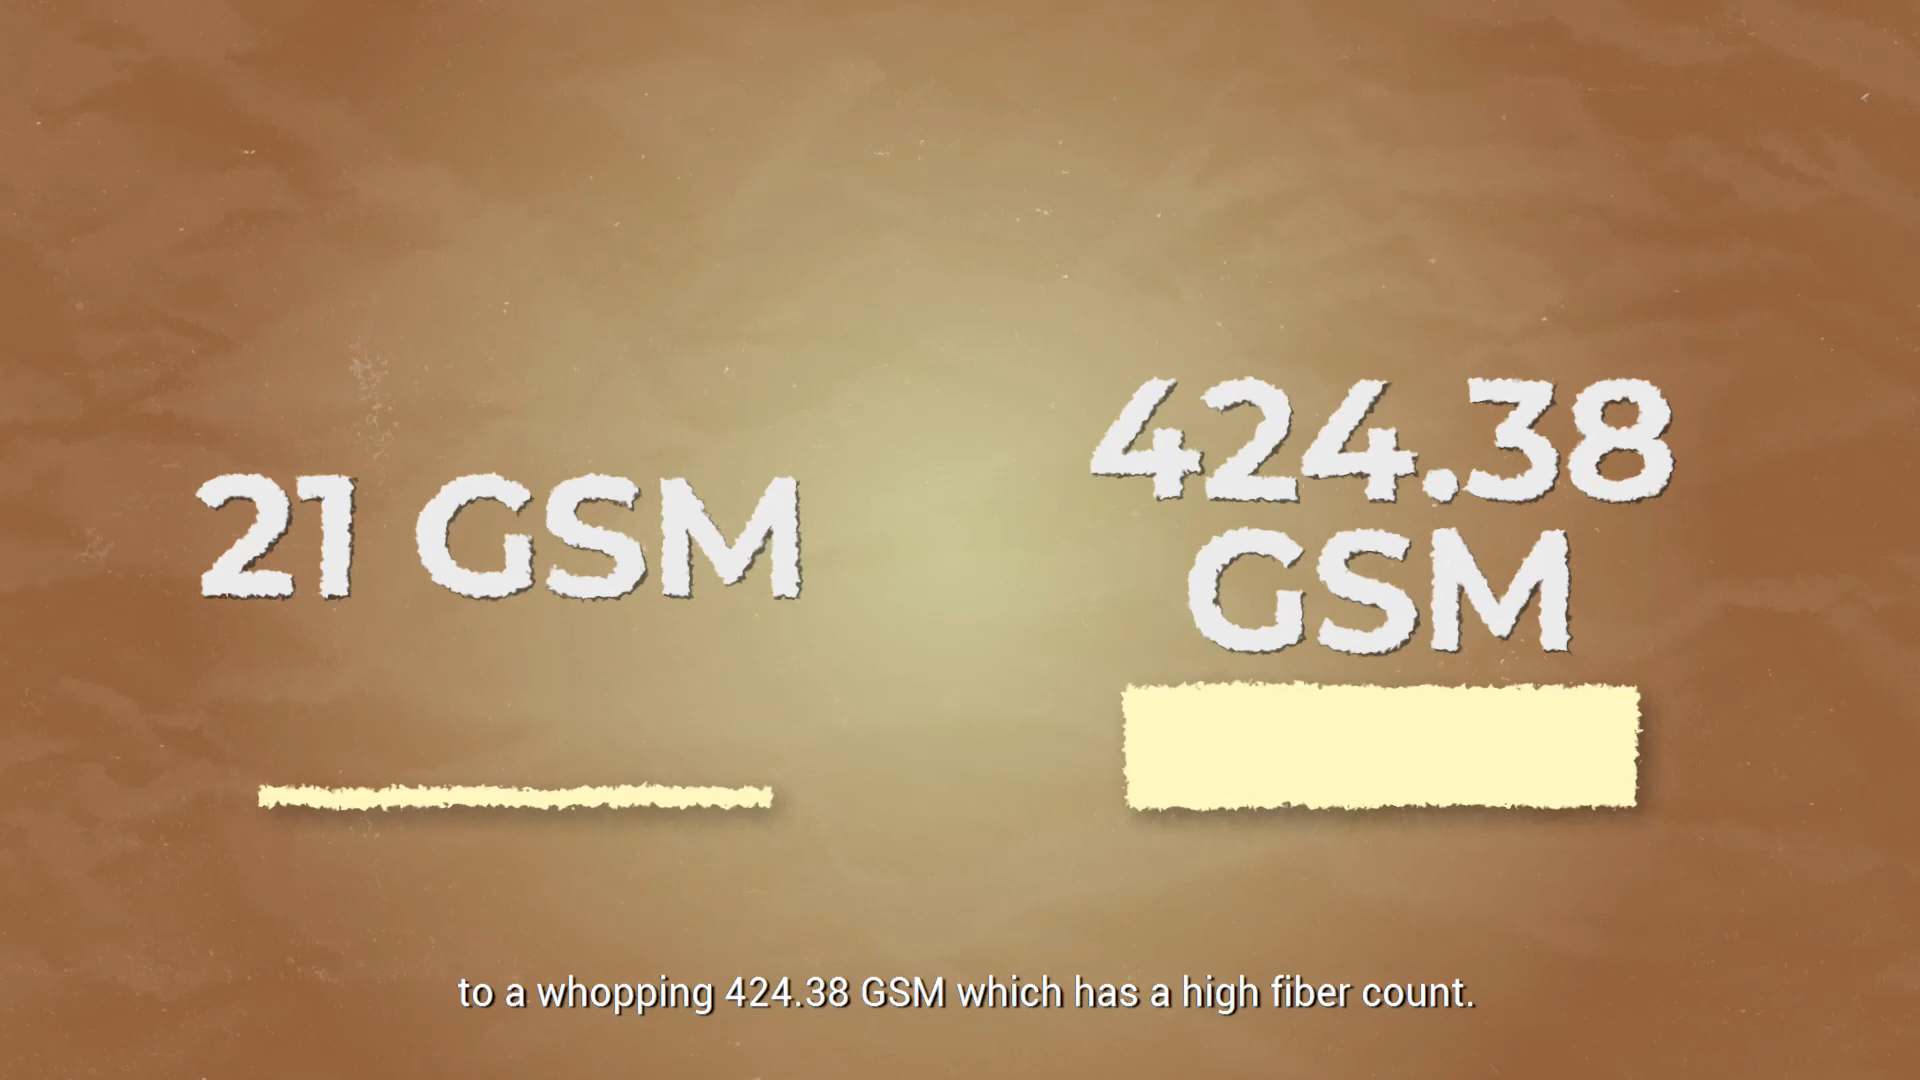 21 GSM
424.38
GSM
to a whopping 424.38 GSM which has a high fiber count.